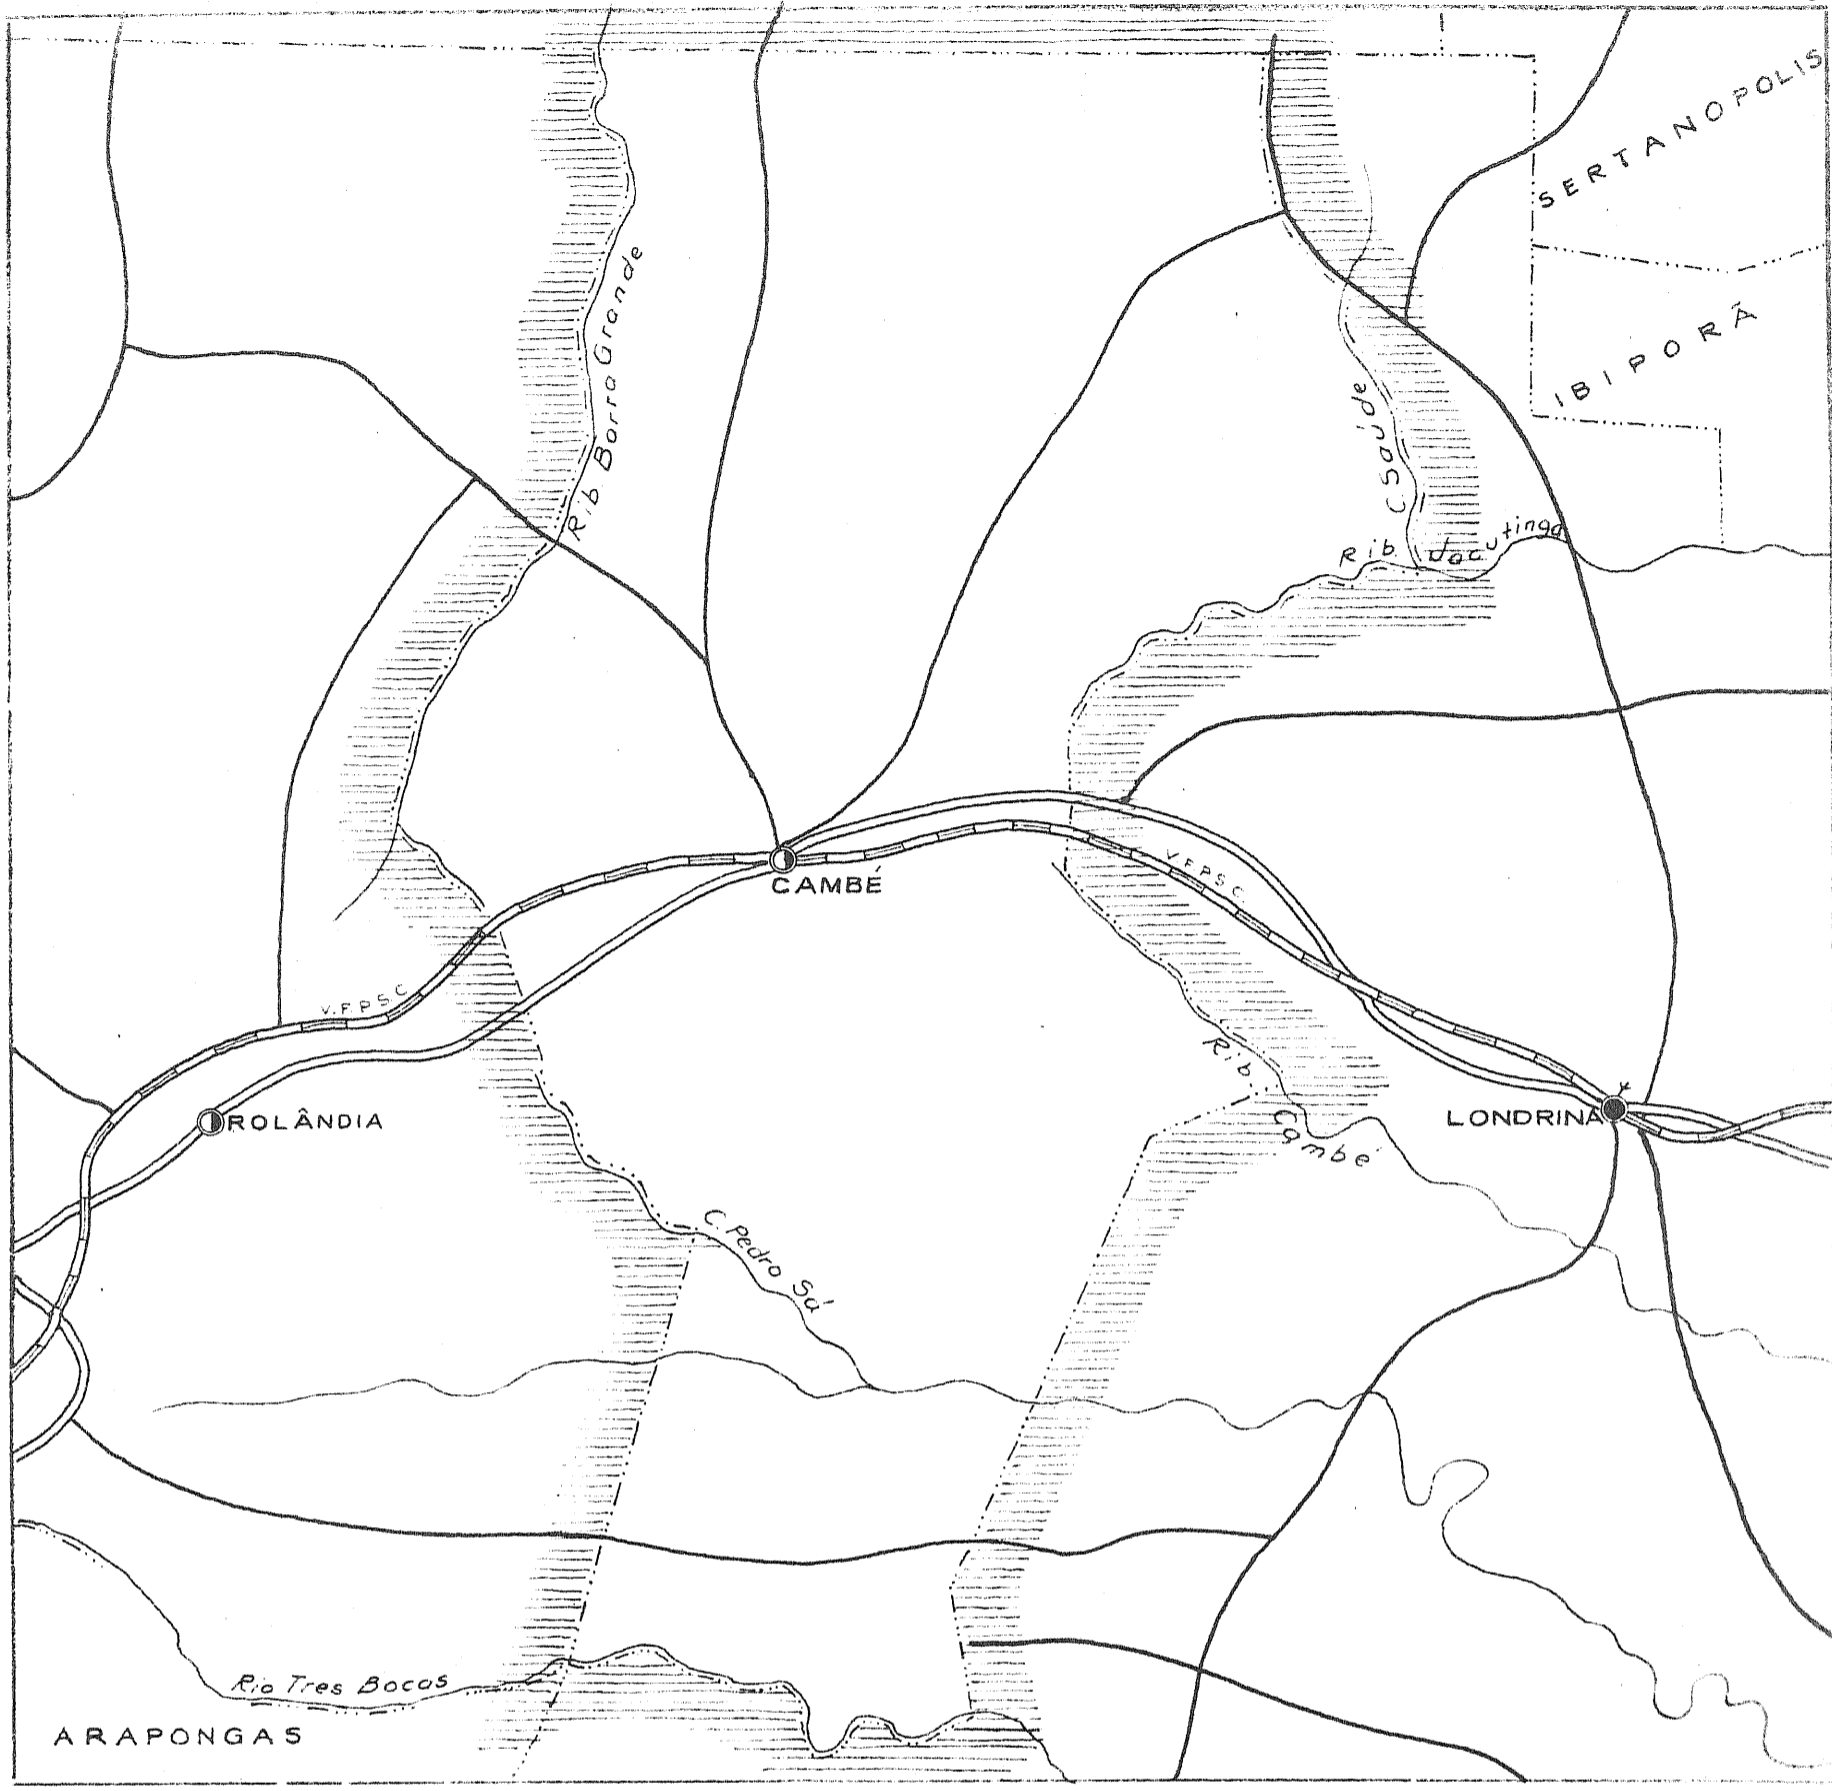 SERTANOPOLIS
IBIPORÃ
Rib. Barra Grande
C. Saúde
Rib. Jacutinga
V.F.P.S.C.
CAMBÉ
V.F.P.S.C.
Rib. Cambé
ROLÂNDIA
LONDRINA
C. Pedro Sá
Rio Tres Bocas
ARAPONGAS